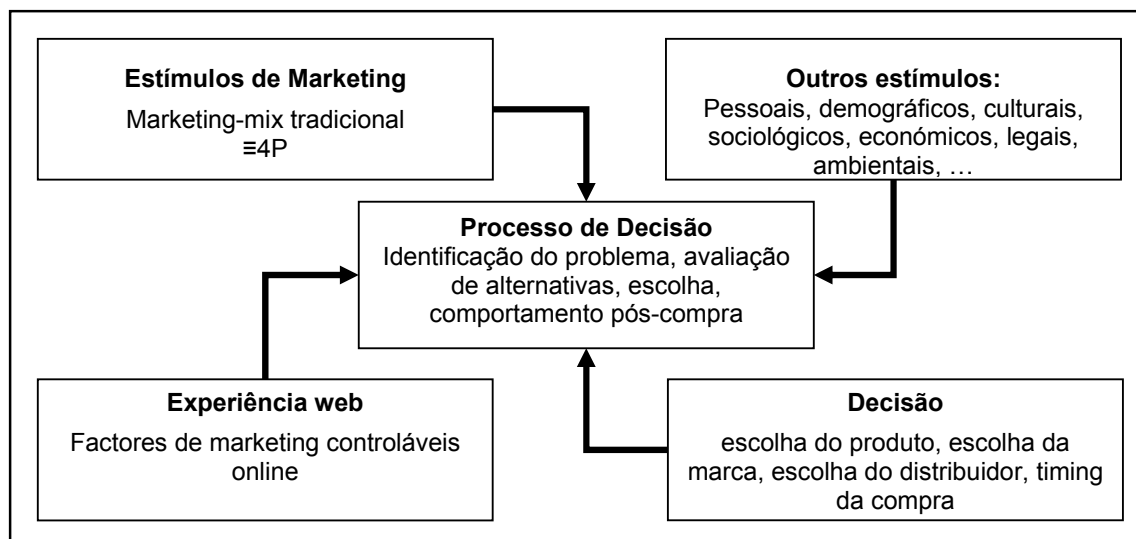 Estímulos de Marketing
Marketing-mix tradicional
≡4P
Outros estímulos:
Pessoais, demográficos, culturais,
sociológicos, económicos, legais,
ambientais, …
Processo de Decisão
Identificação do problema, avaliação
de alternativas, escolha,
comportamento pós-compra
Experiência web
Factores de marketing controláveis
online
Decisão
escolha do produto, escolha da
marca, escolha do distribuidor, timing
da compra